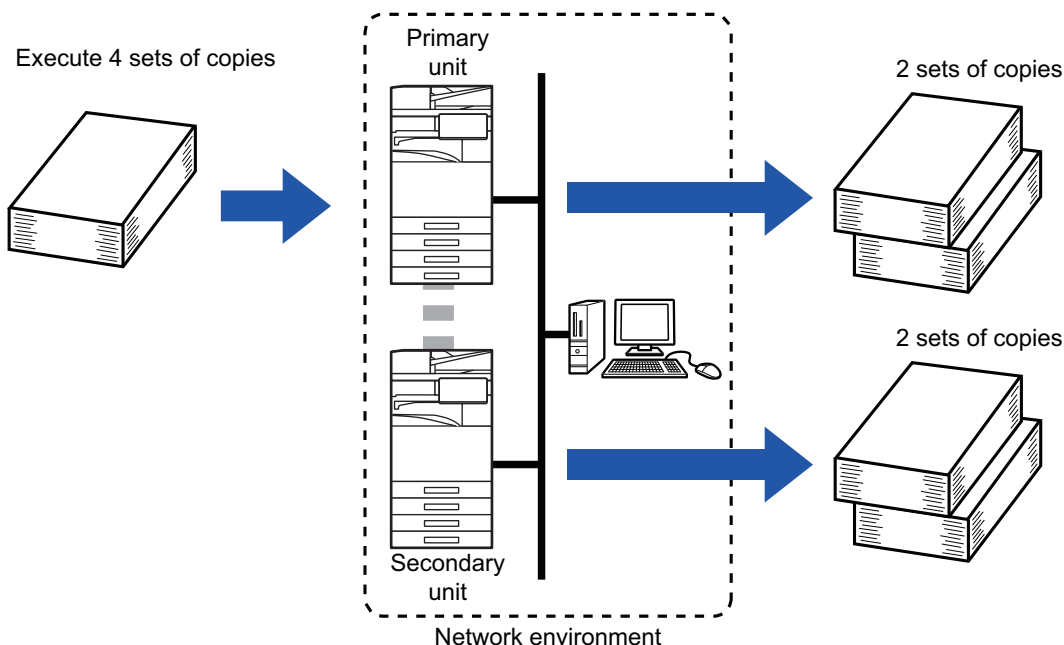 Execute 4 sets of copies
Primary
unit
2 sets of copies
2 sets of copies
Secondary
unit
Network environment